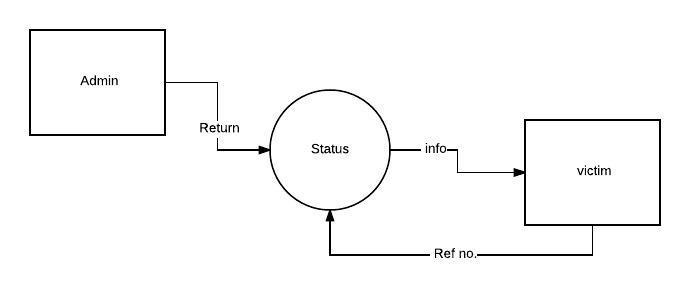 Admin
Return
Status
info
victim
Ref no.